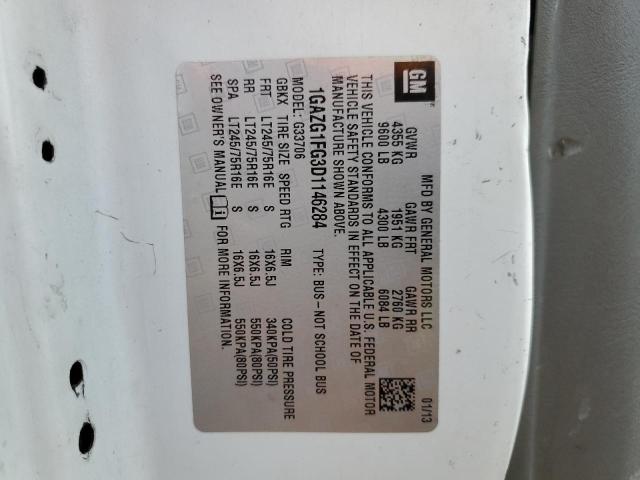 GM
MFD BY GENERAL MOTORS LLC 01/13
GVWR GAWR FRT GAWR RR
4355 KG 1951 KG 2760 KG
9600 LB 4300 LB 6084 LB
THIS VEHICLE CONFORMS TO ALL APPLICABLE U.S. FEDERAL MOTOR
VEHICLE SAFETY STANDARDS IN EFFECT ON THE DATE OF
MANUFACTURE SHOWN ABOVE.
1GAZG1FG3D1146284 TYPE: BUS-NOT SCHOOL BUS
MODEL: G33706
GBKX TIRE SIZE SPEED RTG RIM COLD TIRE PRESSURE
FRT LT245/75R16E S 16X6.5J 340KPA(50PSI)
RR LT245/75R16E S 16X6.5J 550KPA(80PSI)
SPA LT245/75R16E S 16X6.5J 550KPA(80PSI)
SEE OWNER'S MANUAL i FOR MORE INFORMATION.